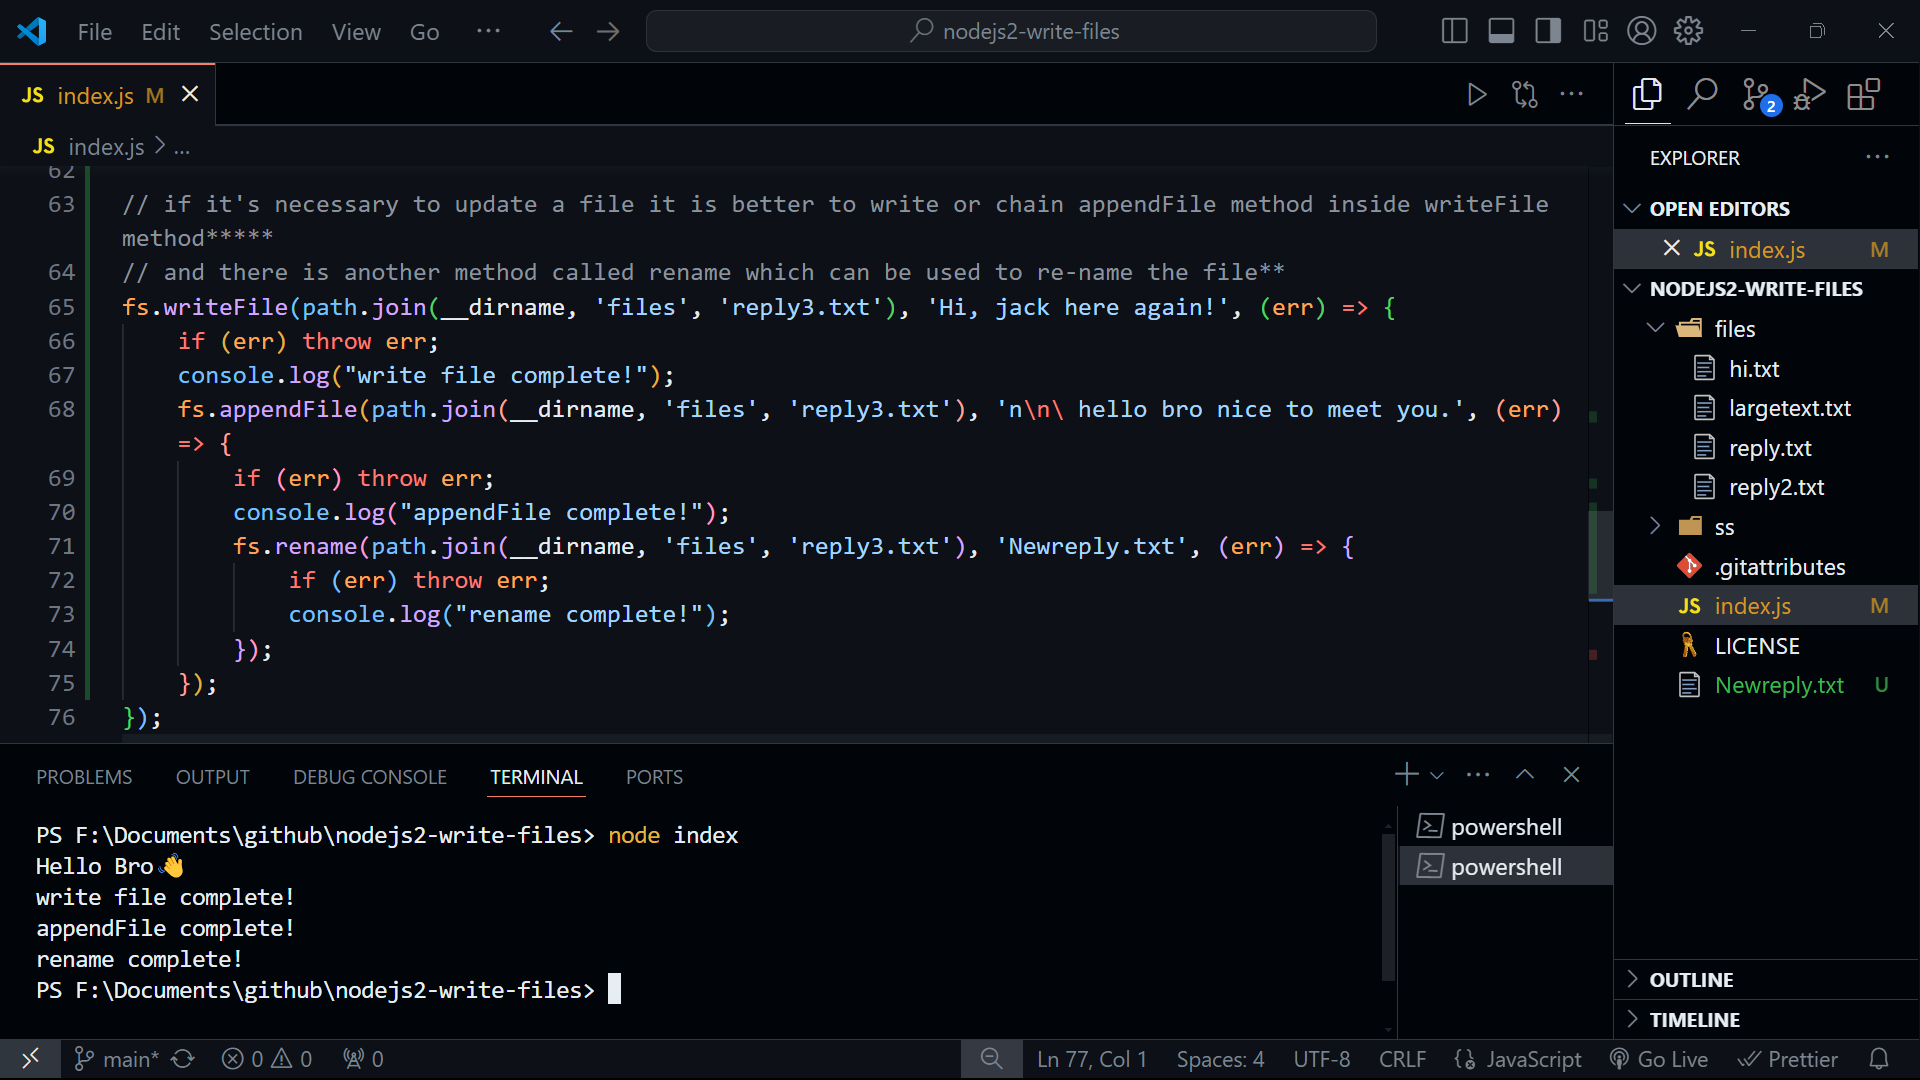 File Edit Selection View Go ··· nodejs2-write-files
JS index.js M
JS index.js > ...
62
63 // if it's necessary to update a file it is better to write or chain appendFile method inside writeFile
method*****
64 // and there is another method called rename which can be used to re-name the file**
65 fs.writeFile(path.join(__dirname, 'files', 'reply3.txt'), 'Hi, jack here again!', (err) => {
66 if (err) throw err;
67 console.log("write file complete!");
68 fs.appendFile(path.join(__dirname, 'files', 'reply3.txt'), 'n\n\ hello bro nice to meet you.', (err)
=> {
69 if (err) throw err;
70 console.log("appendFile complete!");
71 fs.rename(path.join(__dirname, 'files', 'reply3.txt'), 'Newreply.txt', (err) => {
72 if (err) throw err;
73 console.log("rename complete!");
74 });
75 });
76 });
PROBLEMS OUTPUT DEBUG CONSOLE TERMINAL PORTS
PS F:\Documents\github\nodejs2-write-files> node index
Hello Bro👋
write file complete!
appendFile complete!
rename complete!
PS F:\Documents\github\nodejs2-write-files>
powershell
powershell
2
EXPLORER
OPEN EDITORS
JS index.js M
NODEJS2-WRITE-FILES
files
hi.txt
largetext.txt
reply.txt
reply2.txt
ss
.gitattributes
JS index.js M
LICENSE
Newreply.txt U
OUTLINE
TIMELINE
main* 0 0 0 Ln 77, Col 1 Spaces: 4 UTF-8 CRLF {} JavaScript Go Live Prettier